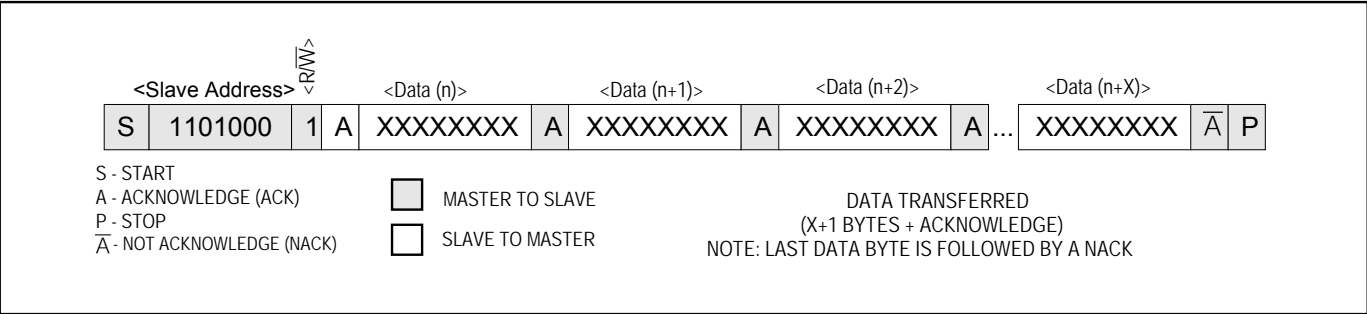 <R/W̅>
<Slave Address> <Data (n)> <Data (n+1)> <Data (n+2)> <Data (n+X)>
S 1101000 1 A XXXXXXXX A XXXXXXXX A XXXXXXXX A ... XXXXXXXX A̅ P
S - START
A - ACKNOWLEDGE (ACK)
P - STOP
A̅ - NOT ACKNOWLEDGE (NACK)
MASTER TO SLAVE
SLAVE TO MASTER
DATA TRANSFERRED
(X+1 BYTES + ACKNOWLEDGE)
NOTE: LAST DATA BYTE IS FOLLOWED BY A NACK